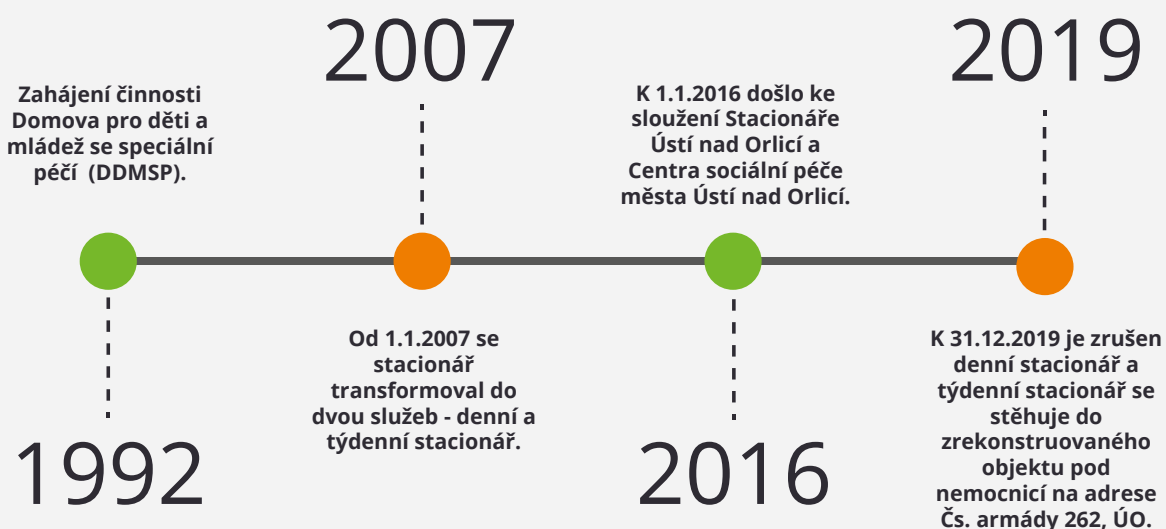 Zahájení činnosti
Domova pro děti a
mládež se speciální
péčí (DDMSP).
1992
2007
Od 1.1.2007 se
stacionář
transformoval do
dvou služeb - denní a
týdenní stacionář.
K 1.1.2016 došlo ke
sloužení Stacionáře
Ústí nad Orlicí a
Centra sociální péče
města Ústí nad Orlicí.
2016
2019
K 31.12.2019 je zrušen
denní stacionář a
týdenní stacionář se
stěhuje do
zrekonstruovaného
objektu pod
nemocnicí na adrese
Čs. armády 262, ÚO.